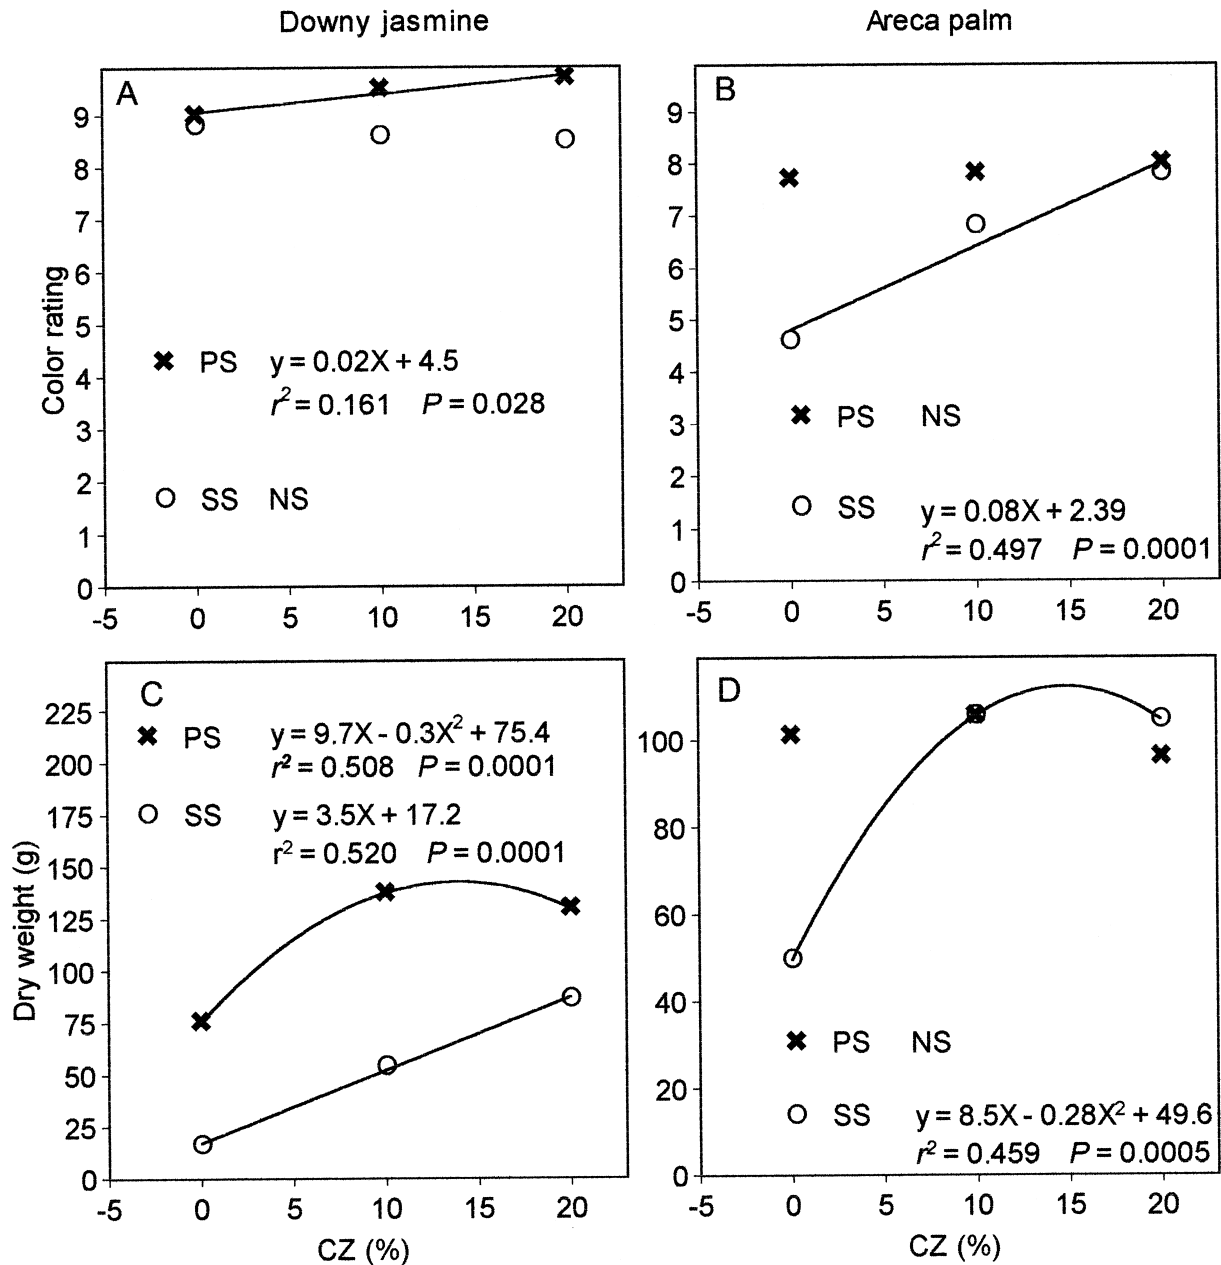 Downy jasmine
Areca palm
A
9
8
7
6
5
4
3
2
1
0
Color rating
PS y = 0.02X + 4.5
r² = 0.161 P = 0.028
SS NS
-5 0 5 10 15 20
B
9
8
7
6
5
4
3
2
1
0
PS NS
SS y = 0.08X + 2.39
r² = 0.497 P = 0.0001
-5 0 5 10 15 20
C
225
200
175
150
125
100
75
50
25
0
Dry weight (g)
PS y = 9.7X - 0.3X² + 75.4
r² = 0.508 P = 0.0001
SS y = 3.5X + 17.2
r² = 0.520 P = 0.0001
-5 0 5 10 15 20
CZ (%)
D
100
80
60
40
20
0
PS NS
SS y = 8.5X - 0.28X² + 49.6
r² = 0.459 P = 0.0005
-5 0 5 10 15 20
CZ (%)